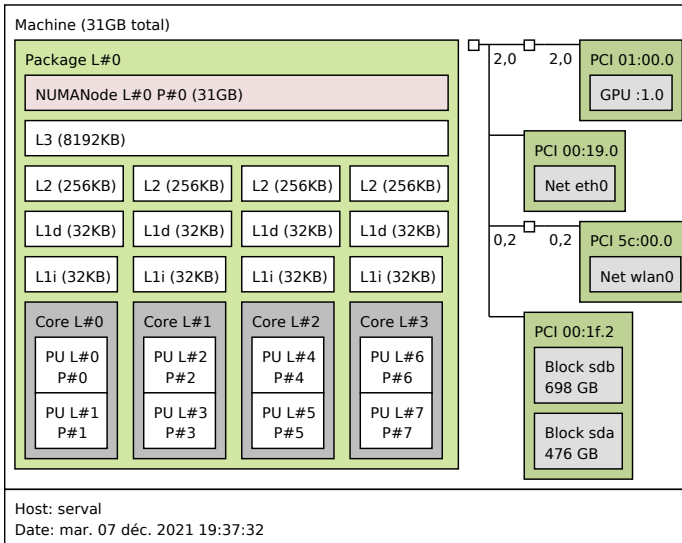 Machine (31GB total)
Package L#0
NUMANode L#0 P#0 (31GB)
L3 (8192KB)
L2 (256KB) L2 (256KB) L2 (256KB) L2 (256KB)
L1d (32KB) L1d (32KB) L1d (32KB) L1d (32KB)
L1i (32KB) L1i (32KB) L1i (32KB) L1i (32KB)
Core L#0 Core L#1 Core L#2 Core L#3
PU L#0 PU L#2 PU L#4 PU L#6
P#0 P#2 P#4 P#6
PU L#1 PU L#3 PU L#5 PU L#7
P#1 P#3 P#5 P#7
2,0 2,0 PCI 01:00.0
GPU :1.0
PCI 00:19.0
Net eth0
0,2 0,2 PCI 5c:00.0
Net wlan0
PCI 00:1f.2
Block sdb
698 GB
Block sda
476 GB
Host: serval
Date: mar. 07 déc. 2021 19:37:32